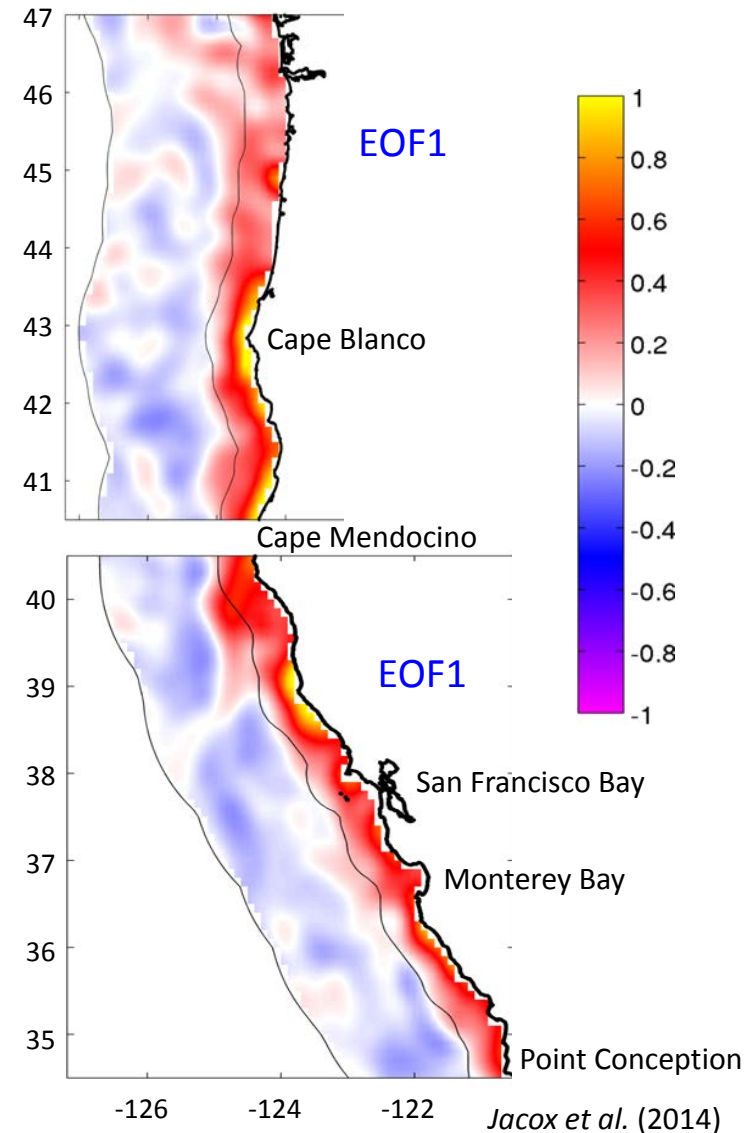 47
46
45
44
43
42
41
EOF1
Cape Blanco
1
0.8
0.6
0.4
0.2
0
-0.2
-0.4
-0.6
-0.8
-1
Cape Mendocino
40
39
38
37
36
35
EOF1
San Francisco Bay
Monterey Bay
Point Conception
-126 -124 -122
Jacox et al. (2014)